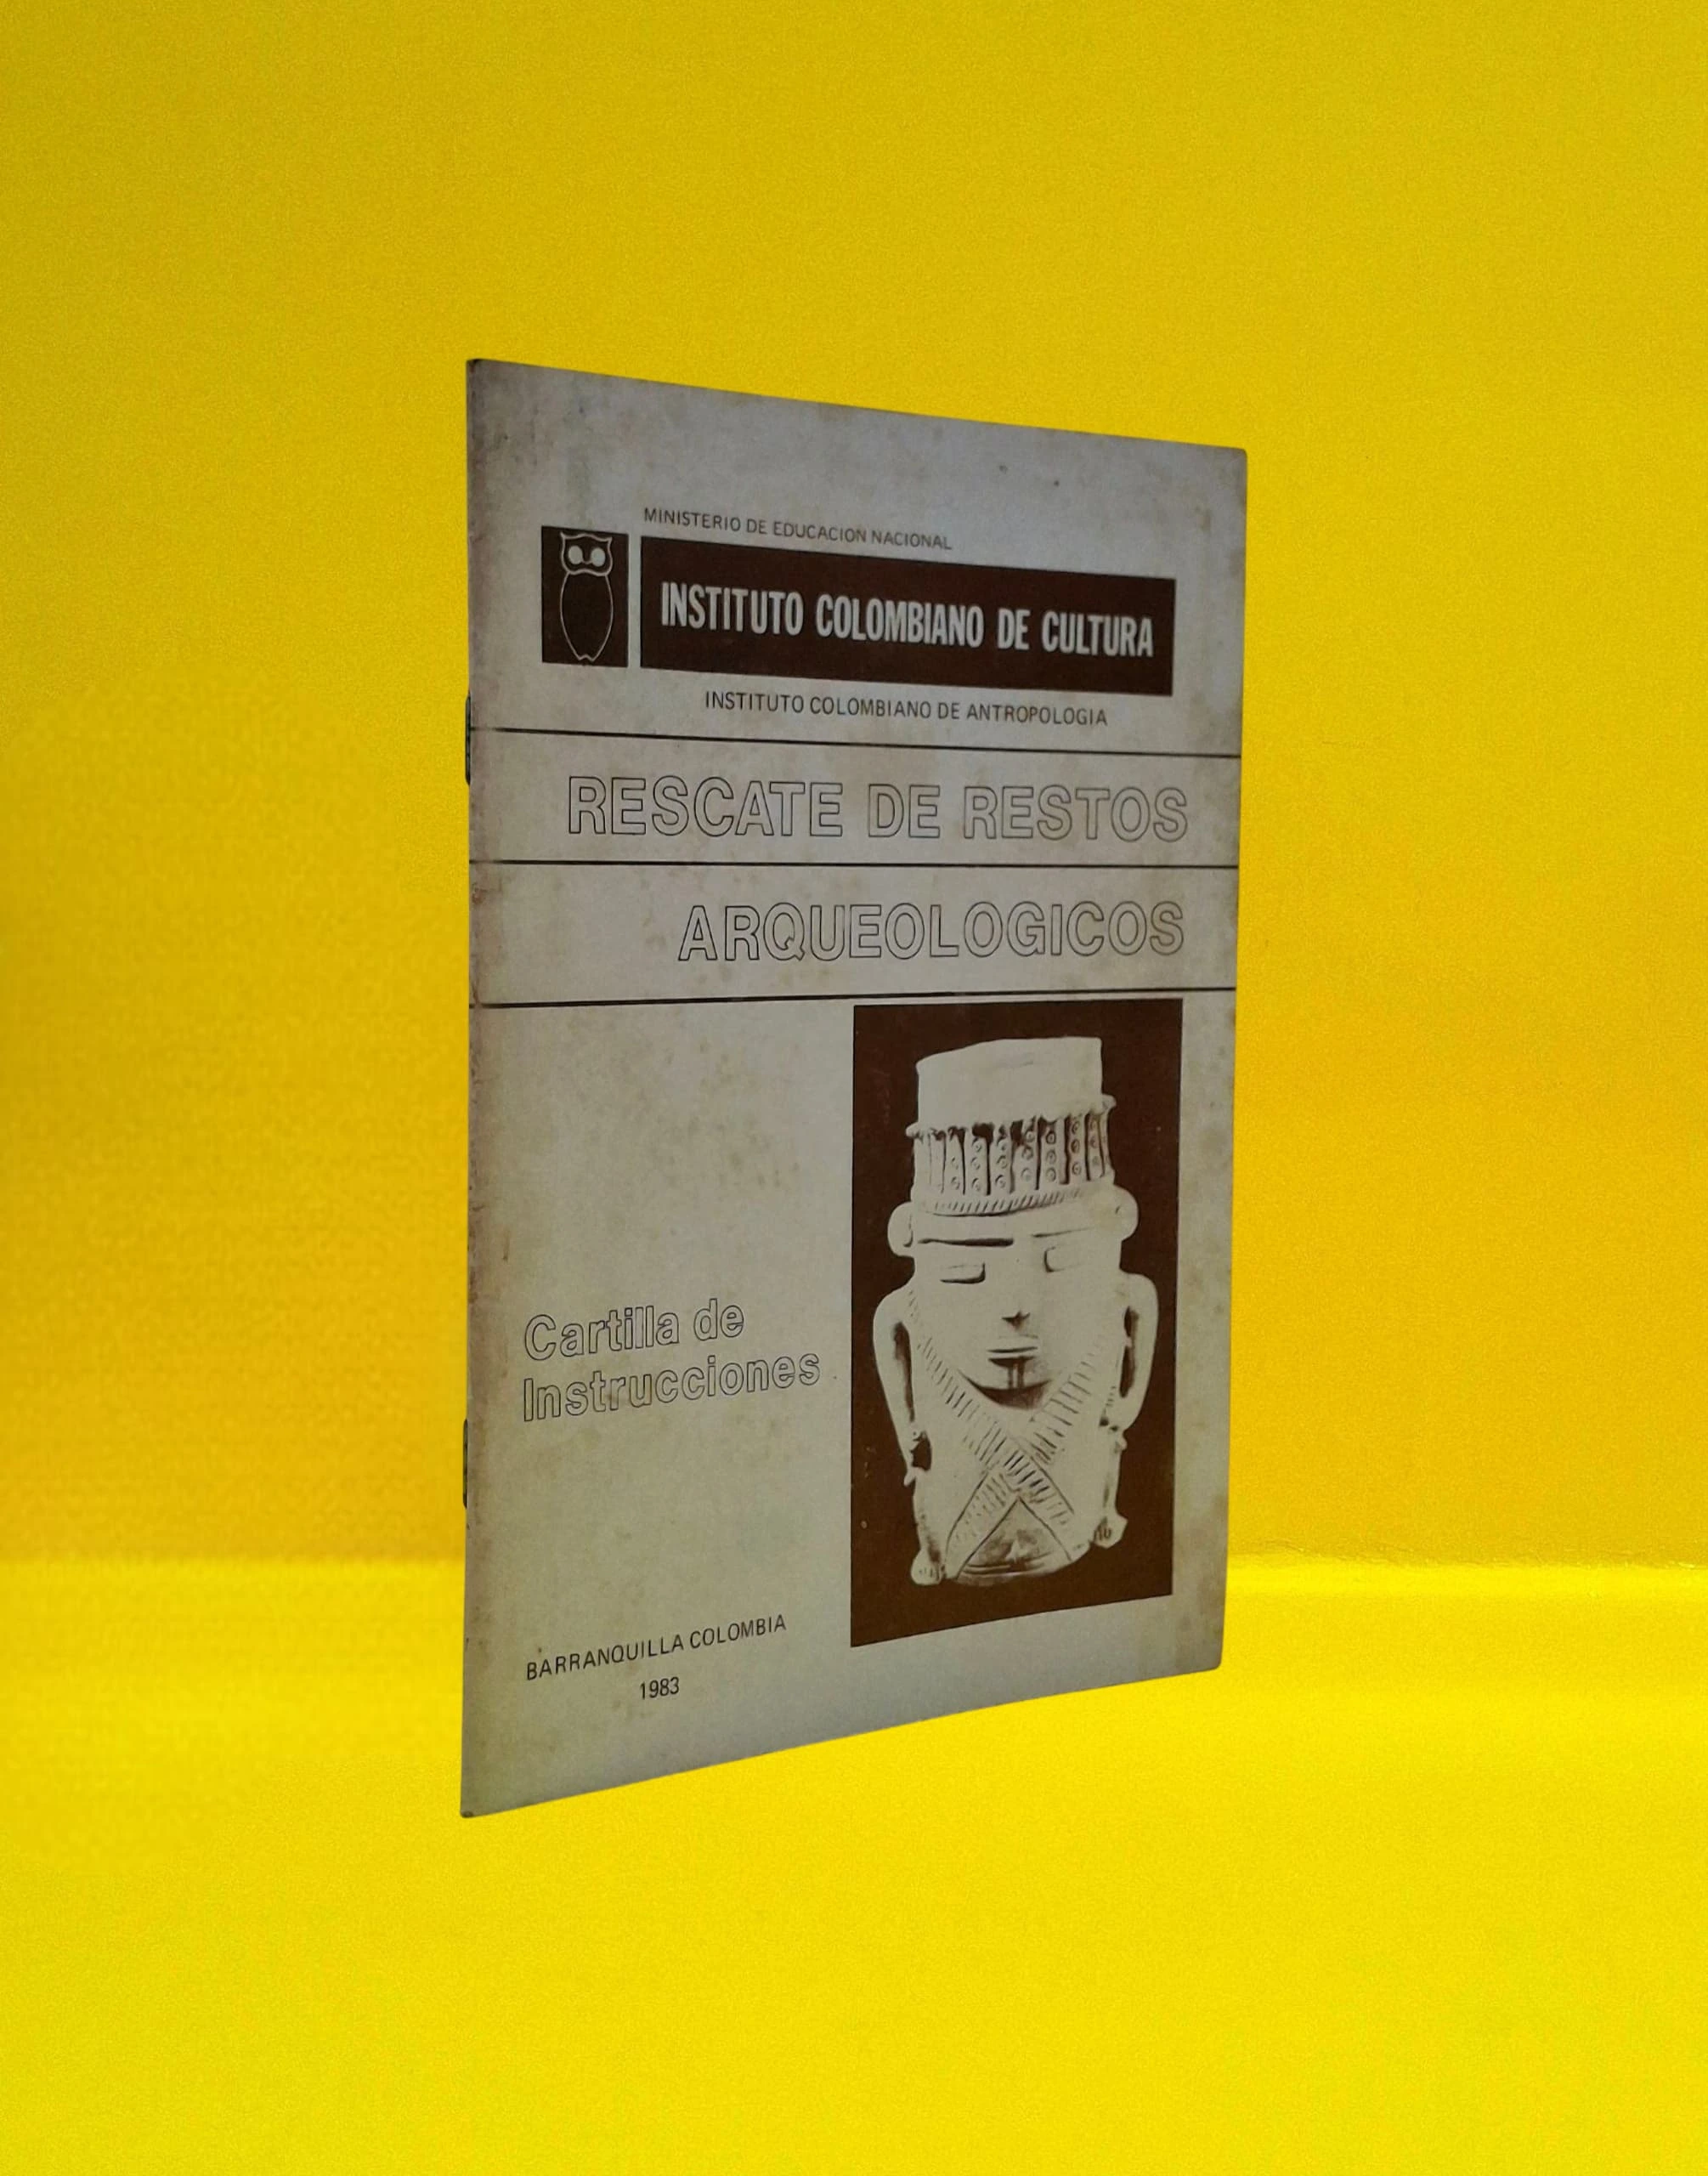 MINISTERIO DE EDUCACION NACIONAL
INSTITUTO COLOMBIANO DE CULTURA
INSTITUTO COLOMBIANO DE ANTROPOLOGIA
RESCATE DE RESTOS
ARQUEOLOGICOS
Cartilla de
Instrucciones
BARRANQUILLA COLOMBIA
1983